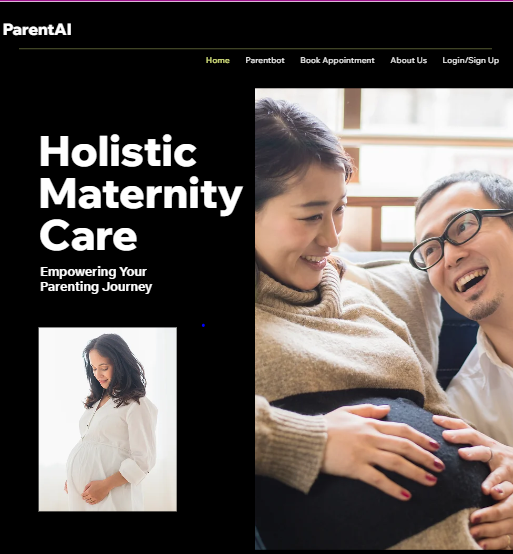 ParentAI
Home Parentbot Book Appointment About Us Login/Sign Up
Holistic
Maternity
Care
Empowering Your
Parenting Journey